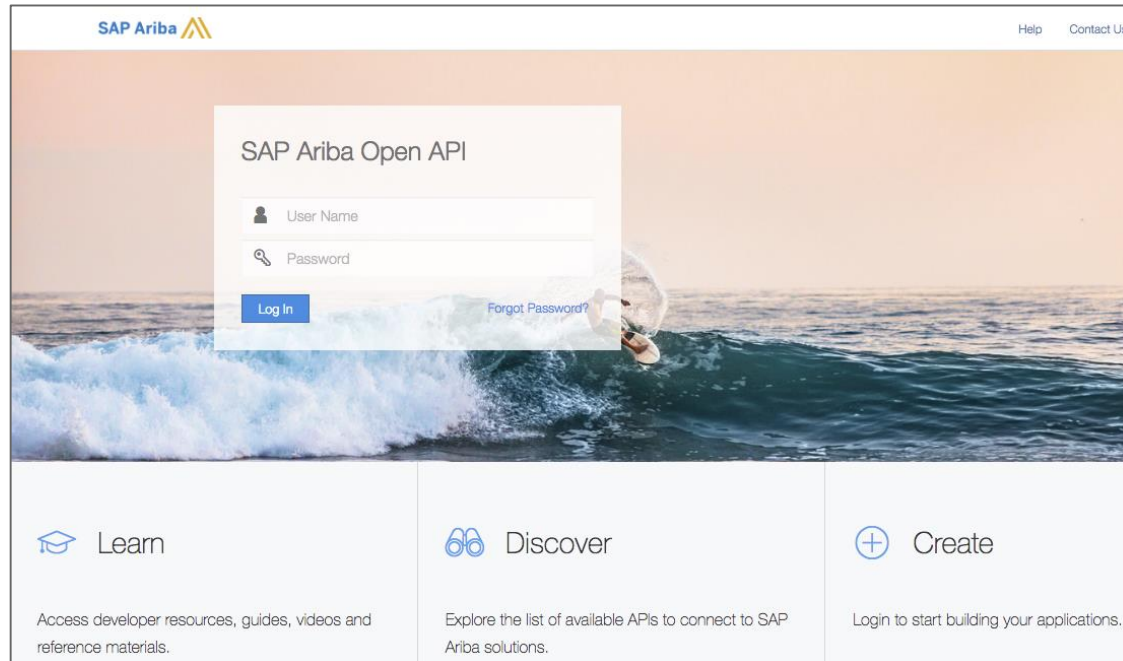 SAP Ariba
Help Contact Us
SAP Ariba Open API
User Name
Password
Log In Forgot Password?
Learn
Discover
Create
Access developer resources, guides, videos and
reference materials.
Explore the list of available APIs to connect to SAP
Ariba solutions.
Login to start building your applications.